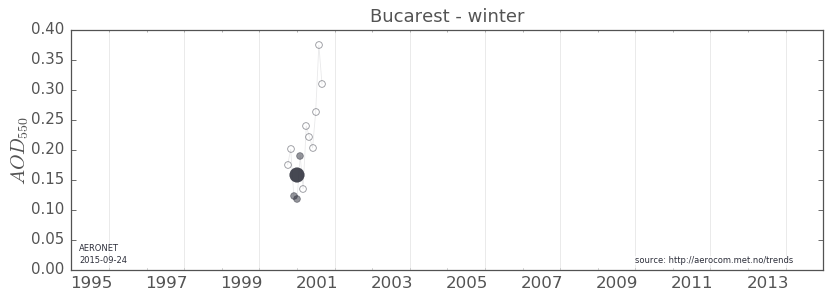 Bucarest - winter
0.40
0.35
0.30
0.25
0.20
0.15
0.10
0.05
0.00
AOD550
AERONET
2015-09-24
source: http://aerocom.met.no/trends
1995 1997 1999 2001 2003 2005 2007 2009 2011 2013